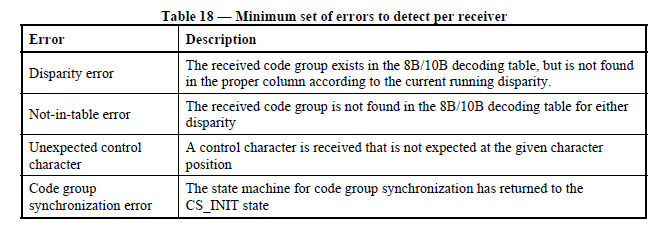 Table 18 — Minimum set of errors to detect per receiver
Error Description
Disparity error
The received code group exists in the 8B/10B decoding table, but is not found
in the proper column according to the current running disparity.
Not-in-table error
The received code group is not found in the 8B/10B decoding table for either
disparity
Unexpected control
character
A control character is received that is not expected at the given character
position
Code group
synchronization error
The state machine for code group synchronization has returned to the
CS_INIT state